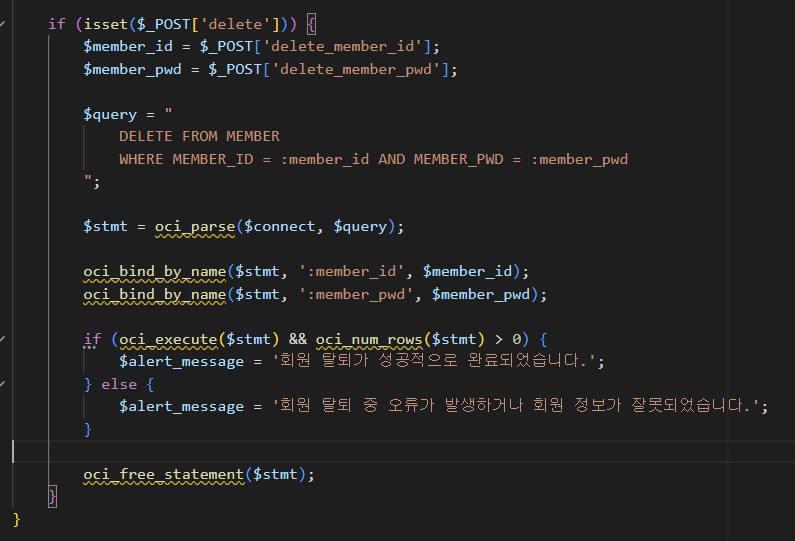 if (isset($_POST['delete'])) {
$member_id = $_POST['delete_member_id'];
$member_pwd = $_POST['delete_member_pwd'];
$query = "
DELETE FROM MEMBER
WHERE MEMBER_ID = :member_id AND MEMBER_PWD = :member_pwd
";
$stmt = oci_parse($connect, $query);
oci_bind_by_name($stmt, ':member_id', $member_id);
oci_bind_by_name($stmt, ':member_pwd', $member_pwd);
if (oci_execute($stmt) && oci_num_rows($stmt) > 0) {
$alert_message = '회원 탈퇴가 성공적으로 완료되었습니다.';
} else {
$alert_message = '회원 탈퇴 중 오류가 발생하거나 회원 정보가 잘못되었습니다.';
}
oci_free_statement($stmt);
}
}